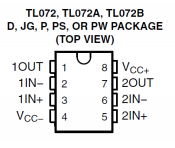 TL072, TL072A, TL072B
D, JG, P, PS, OR PW PACKAGE
(TOP VIEW)
1OUT 1 8 VCC+
1IN− 2 7 2OUT
1IN+ 3 6 2IN−
VCC− 4 5 2IN+